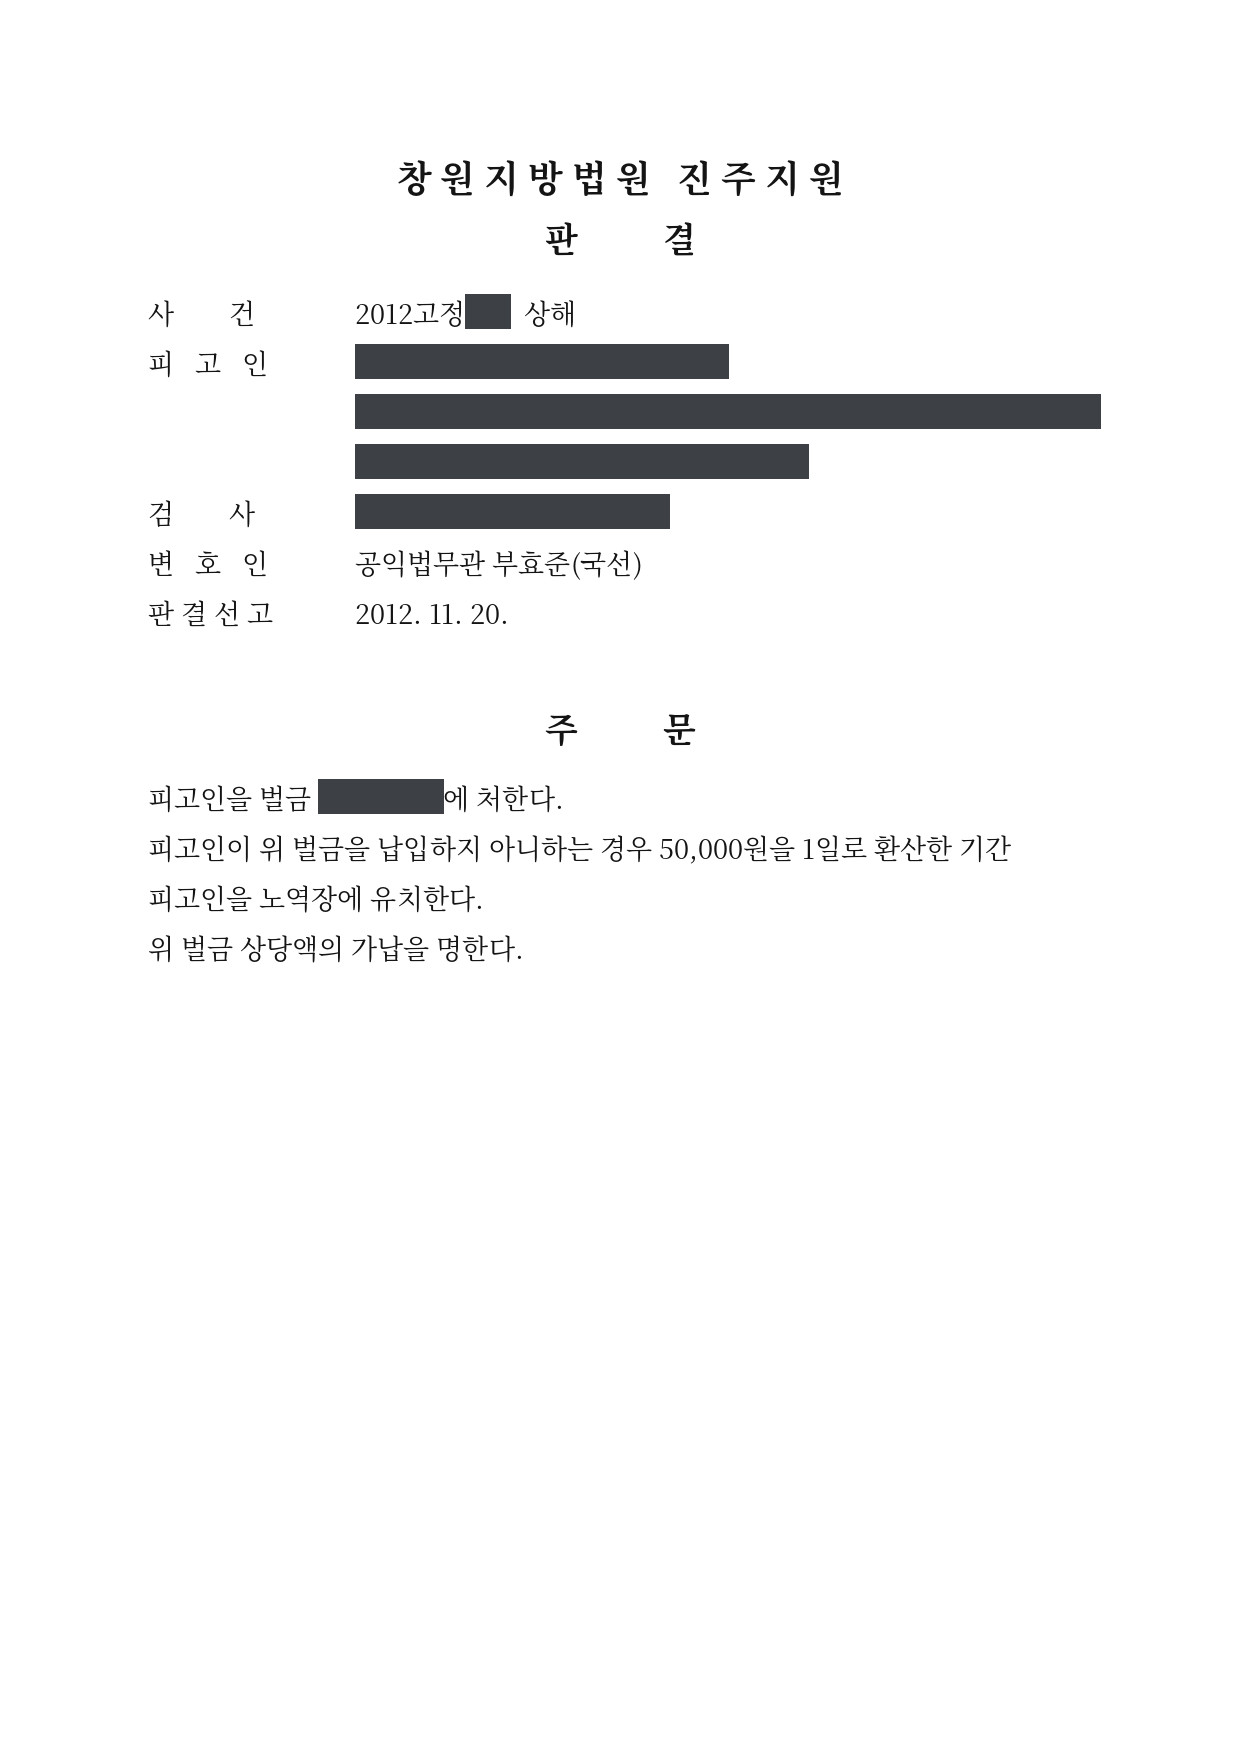 창원지방법원 진주지원
판 결
사 건 2012고정 상해
피 고 인
검 사
변 호 인 공익법무관 부효준(국선)
판결선고 2012. 11. 20.
주 문
피고인을 벌금 에 처한다.
피고인이 위 벌금을 납입하지 아니하는 경우 50,000원을 1일로 환산한 기간
피고인을 노역장에 유치한다.
위 벌금 상당액의 가납을 명한다.